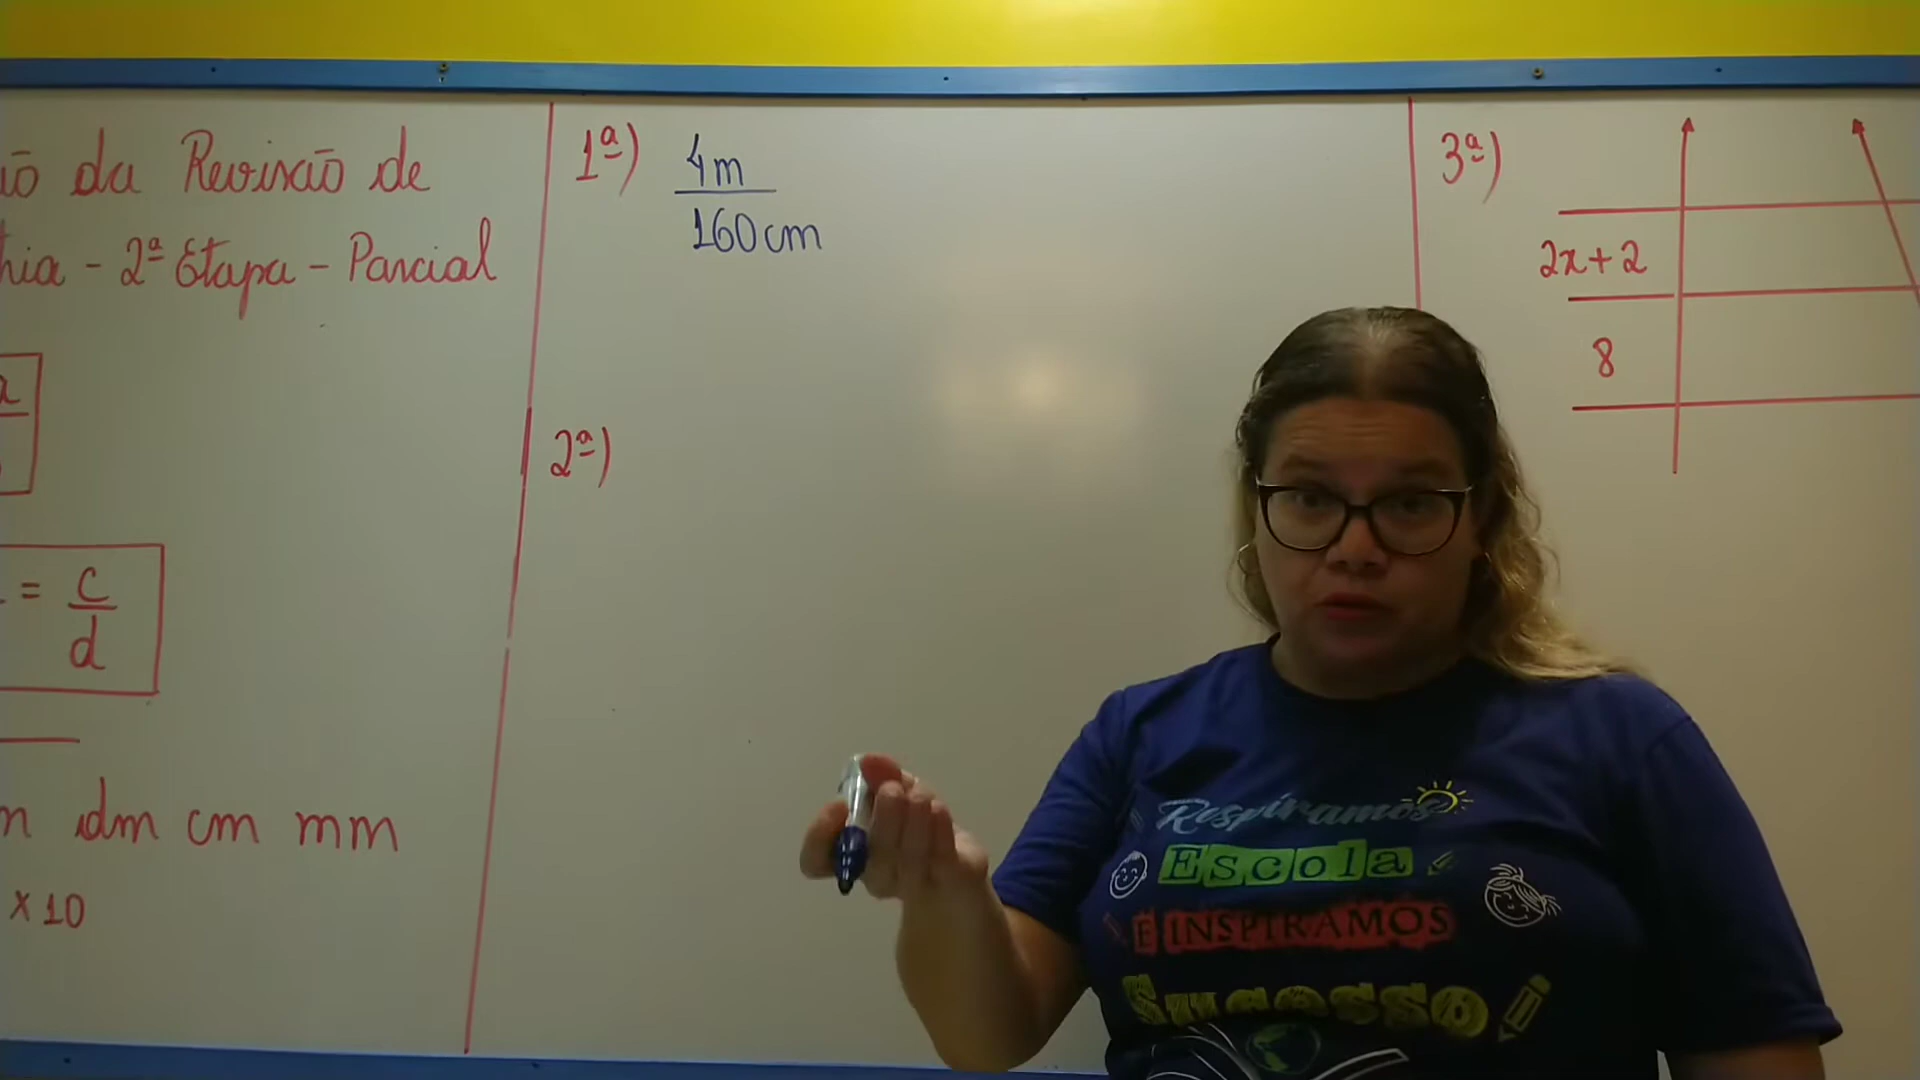 ão da Revisão de
hia - 2ª Etapa - Parcial
= c
d
m dm cm mm
x 10
1ª) 4m
160cm
2ª)
3ª)
2x+2
8
Respiramos
Escola
E INSPIRAMOS
Sucesso